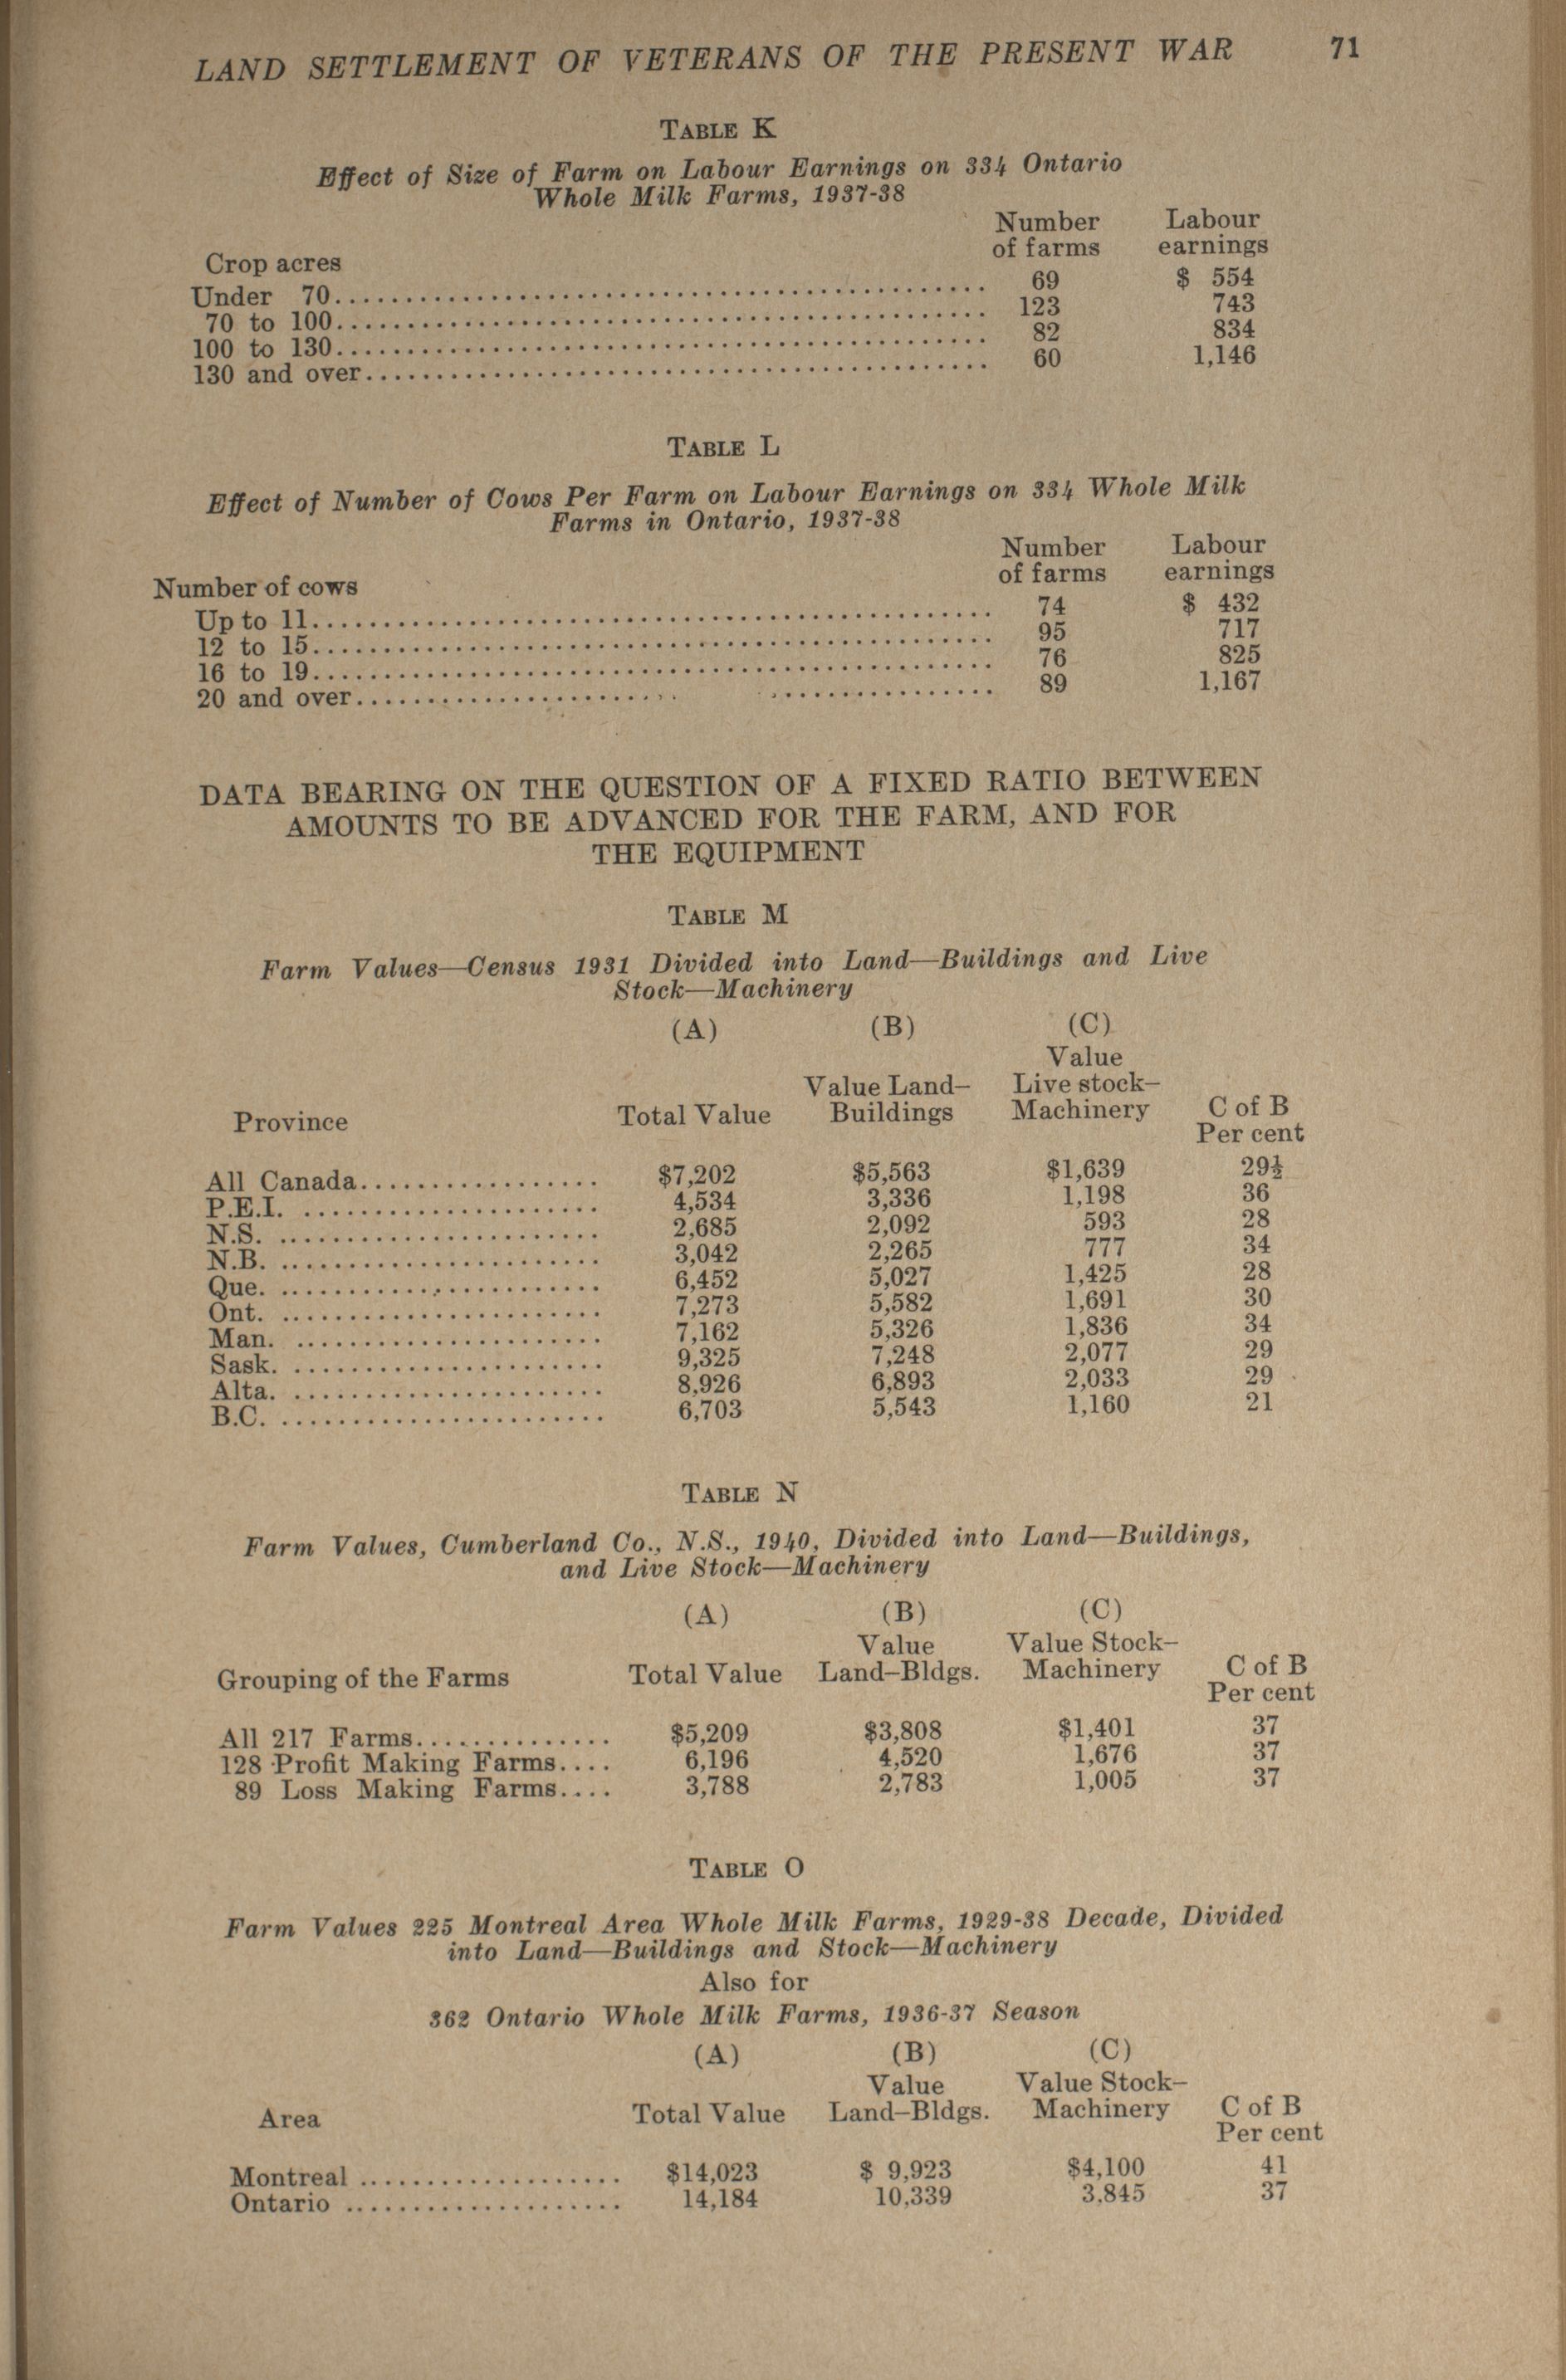 LAND SETTLEMENT OF VETERANS OF THE PRESENT WAR 71
TABLE K
Effect of Size of Farm on Labour Earnings on 334 Ontario
Whole Milk Farms, 1937-38
Number Labour
Crop acres of farms earnings
Under 70 69 $ 554
70 to 100 123 743
100 to 130 82 834
130 and over 60 1,146
TABLE L
Effect of Number of Cows Per Farm on Labour Earnings on 334 Whole Milk
Farms in Ontario, 1937-38
Number Labour
Number of cows of farms earnings
Up to 11 74 $ 432
12 to 15 95 717
16 to 19 76 825
20 and over 89 1,167
DATA BEARING ON THE QUESTION OF A FIXED RATIO BETWEEN
AMOUNTS TO BE ADVANCED FOR THE FARM, AND FOR
THE EQUIPMENT
TABLE M
Farm Values—Census 1931 Divided into Land—Buildings and Live
Stock—Machinery
(A) (B) (C)
Value
Value Land– Live stock–
Province Total Value Buildings Machinery C of B
Per cent
All Canada $7,202 $5,563 $1,639 29½
P.E.I. 4,534 3,336 1,198 36
N.S. 2,685 2,092 593 28
N.B. 3,042 2,265 777 34
Que. 6,452 5,027 1,425 28
Ont. 7,273 5,582 1,691 30
Man. 7,162 5,326 1,836 34
Sask. 9,325 7,248 2,077 29
Alta. 8,926 6,893 2,033 29
B.C. 6,703 5,543 1,160 21
TABLE N
Farm Values, Cumberland Co., N.S., 1940, Divided into Land—Buildings,
and Live Stock—Machinery
(A) (B) (C)
Value Value Stock–
Grouping of the Farms Total Value Land–Bldgs. Machinery C of B
Per cent
All 217 Farms $5,209 $3,808 $1,401 37
128 Profit Making Farms 6,196 4,520 1,676 37
89 Loss Making Farms 3,788 2,783 1,005 37
TABLE O
Farm Values 225 Montreal Area Whole Milk Farms, 1929-38 Decade, Divided
into Land—Buildings and Stock—Machinery
Also for
362 Ontario Whole Milk Farms, 1936-37 Season
(A) (B) (C)
Value Value Stock–
Area Total Value Land–Bldgs. Machinery C of B
Per cent
Montreal $14,023 $ 9,923 $4,100 41
Ontario 14,184 10,339 3,845 37